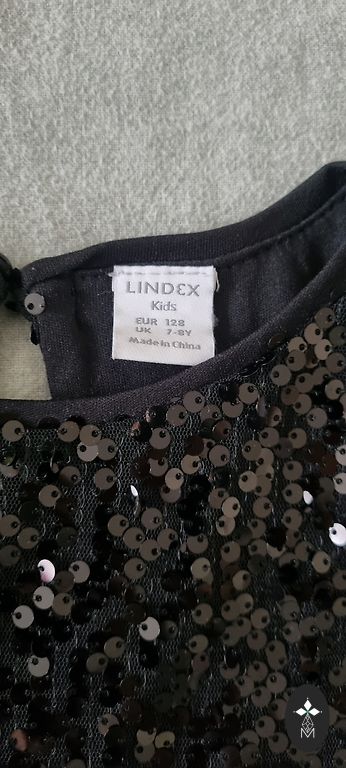 LINDEX
Kids
EUR 128
UK 7-8Y
Made in China